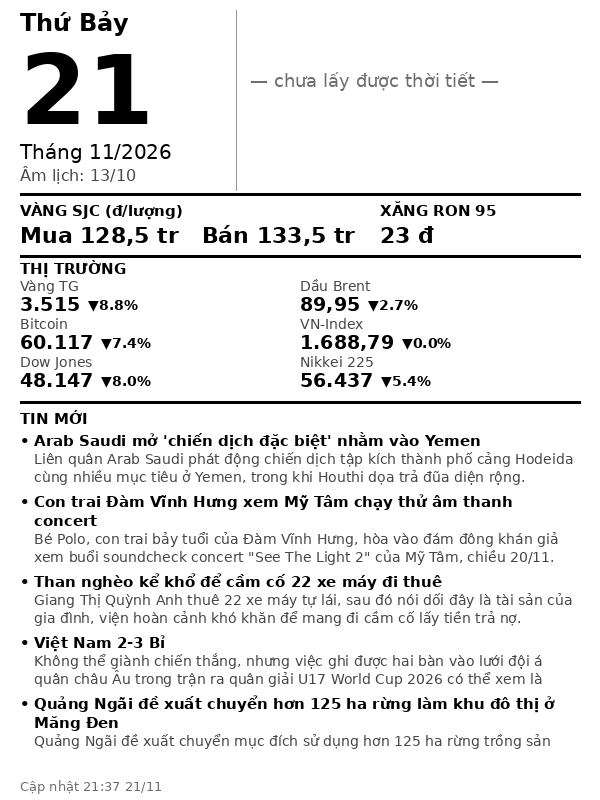 Thứ Bảy
21
Tháng 11/2026
Âm lịch: 13/10
— chưa lấy được thời tiết —
VÀNG SJC (đ/lượng)
Mua 128,5 tr Bán 133,5 tr
XĂNG RON 95
23 đ
THỊ TRƯỜNG
Vàng TG
3.515 ▼8.8%
Dầu Brent
89,95 ▼2.7%
Bitcoin
60.117 ▼7.4%
VN-Index
1.688,79 ▼0.0%
Dow Jones
48.147 ▼8.0%
Nikkei 225
56.437 ▼5.4%
TIN MỚI
• Arab Saudi mở 'chiến dịch đặc biệt' nhằm vào Yemen
Liên quân Arab Saudi phát động chiến dịch tập kích thành phố cảng Hodeida
cùng nhiều mục tiêu ở Yemen, trong khi Houthi dọa trả đũa diện rộng.
• Con trai Đàm Vĩnh Hưng xem Mỹ Tâm chạy thử âm thanh
concert
Bé Polo, con trai bảy tuổi của Đàm Vĩnh Hưng, hòa vào đám đông khán giả
xem buổi soundcheck concert "See The Light 2" của Mỹ Tâm, chiều 20/11.
• Than nghèo kể khổ để cầm cố 22 xe máy đi thuê
Giang Thị Quỳnh Anh thuê 22 xe máy tự lái, sau đó nói dối đây là tài sản của
gia đình, viện hoàn cảnh khó khăn để mang đi cầm cố lấy tiền trả nợ.
• Việt Nam 2-3 Bỉ
Không thể giành chiến thắng, nhưng việc ghi được hai bàn vào lưới đội á
quân châu Âu trong trận ra quân giải U17 World Cup 2026 có thể xem là
• Quảng Ngãi đề xuất chuyển hơn 125 ha rừng làm khu đô thị ở
Măng Đen
Quảng Ngãi đề xuất chuyển mục đích sử dụng hơn 125 ha rừng trồng sản
Cập nhật 21:37 21/11